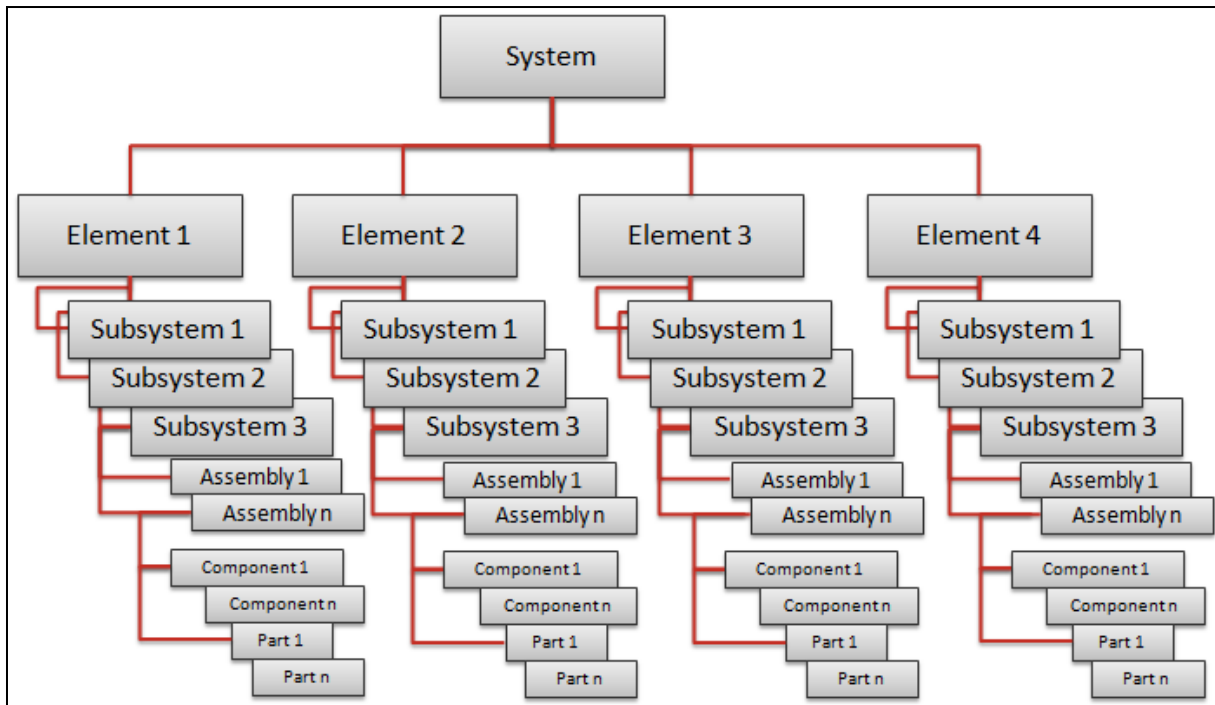 System
Element 1
Subsystem 1
Subsystem 2
Subsystem 3
Assembly 1
Assembly n
Component 1
Component n
Part 1
Part n
Element 2
Subsystem 1
Subsystem 2
Subsystem 3
Assembly 1
Assembly n
Component 1
Component n
Part 1
Part n
Element 3
Subsystem 1
Subsystem 2
Subsystem 3
Assembly 1
Assembly n
Component 1
Component n
Part 1
Part n
Element 4
Subsystem 1
Subsystem 2
Subsystem 3
Assembly 1
Assembly n
Component 1
Component n
Part 1
Part n